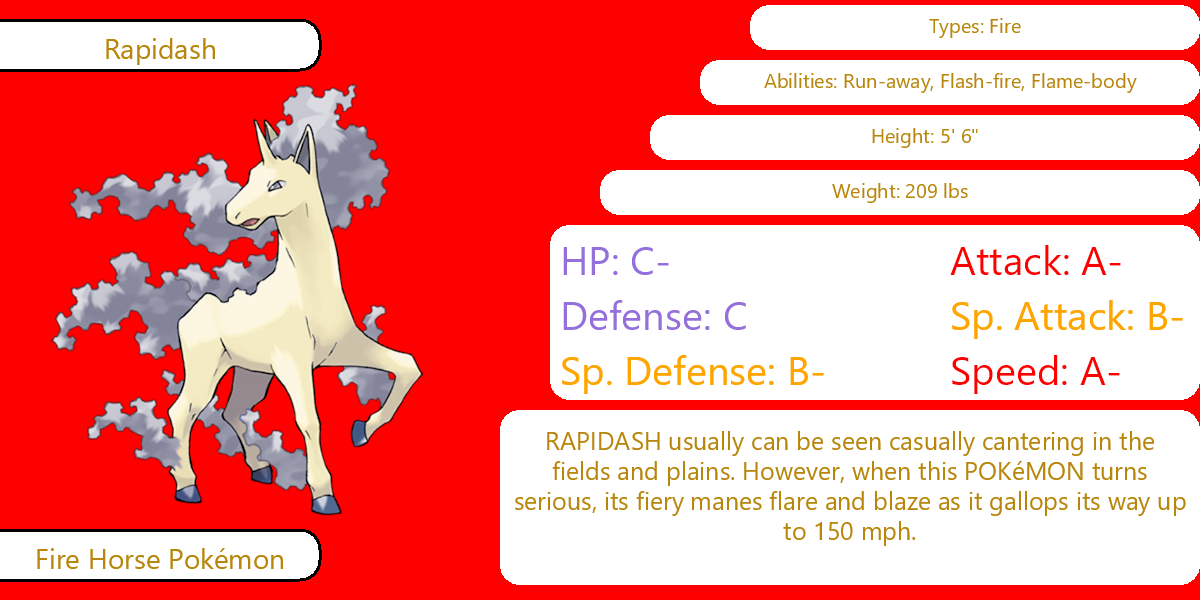 Rapidash
Types: Fire
Abilities: Run-away, Flash-fire, Flame-body
Height: 5' 6"
Weight: 209 lbs
HP: C-
Attack: A-
Defense: C
Sp. Attack: B-
Sp. Defense: B-
Speed: A-
RAPIDASH usually can be seen casually cantering in the
fields and plains. However, when this POKéMON turns
serious, its fiery manes flare and blaze as it gallops its way up
to 150 mph.
Fire Horse Pokémon